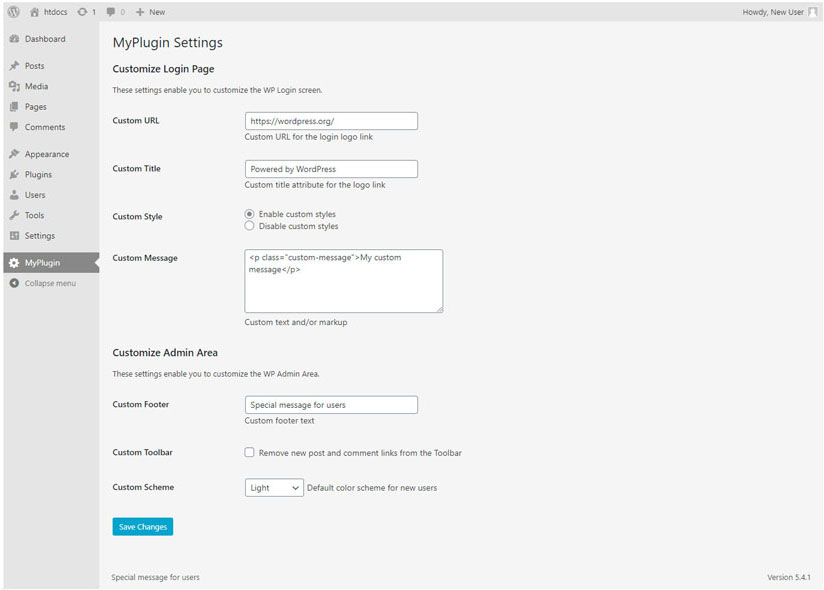 htdocs 1 0 + New Howdy, New User
Dashboard
Posts
Media
Pages
Comments
Appearance
Plugins
Users
Tools
Settings
MyPlugin
Collapse menu
MyPlugin Settings
Customize Login Page
These settings enable you to customize the WP Login screen.
Custom URL https://wordpress.org/
Custom URL for the login logo link
Custom Title Powered by WordPress
Custom title attribute for the logo link
Custom Style Enable custom styles
Disable custom styles
Custom Message <p class="custom-message">My custom
message</p>
Custom text and/or markup
Customize Admin Area
These settings enable you to customize the WP Admin Area.
Custom Footer Special message for users
Custom footer text
Custom Toolbar Remove new post and comment links from the Toolbar
Custom Scheme Light Default color scheme for new users
Save Changes
Special message for users Version 5.4.1